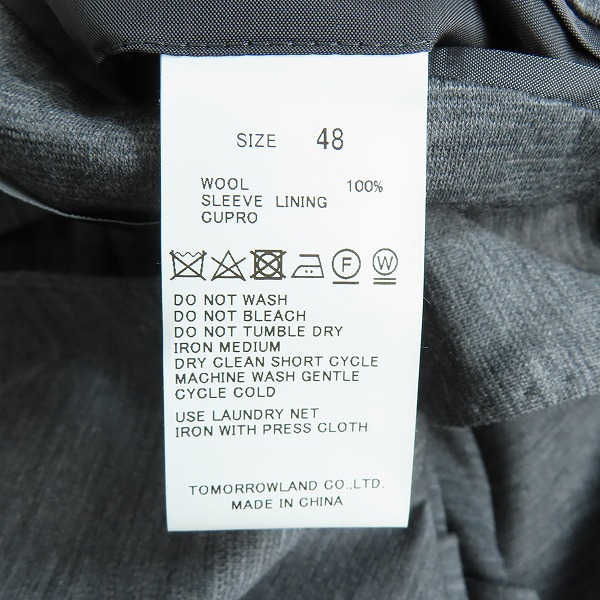 SIZE 48
WOOL 100%
SLEEVE LINING
CUPRO
F W
DO NOT WASH
DO NOT BLEACH
DO NOT TUMBLE DRY
IRON MEDIUM
DRY CLEAN SHORT CYCLE
MACHINE WASH GENTLE
CYCLE COLD
USE LAUNDRY NET
IRON WITH PRESS CLOTH
TOMORROWLAND CO.,LTD.
MADE IN CHINA